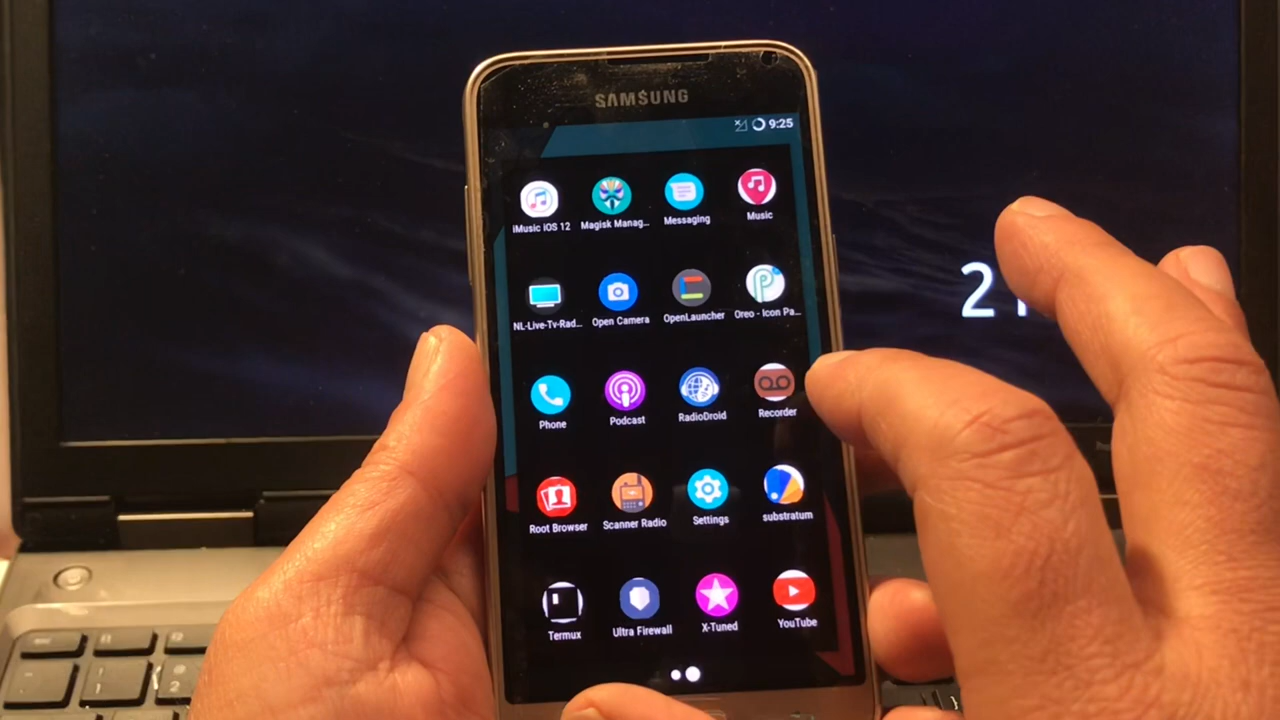 SAMSUNG
9:25
iMusic iOS 12
Magisk Manag...
Messaging
Music
NL-Live-Tv-Rad...
Open Camera
OpenLauncher
Oreo - Icon Pa...
Phone
Podcast
RadioDroid
Recorder
Root Browser
Scanner Radio
Settings
substratum
Termux
Ultra Firewall
X-Tuned
YouTube
2